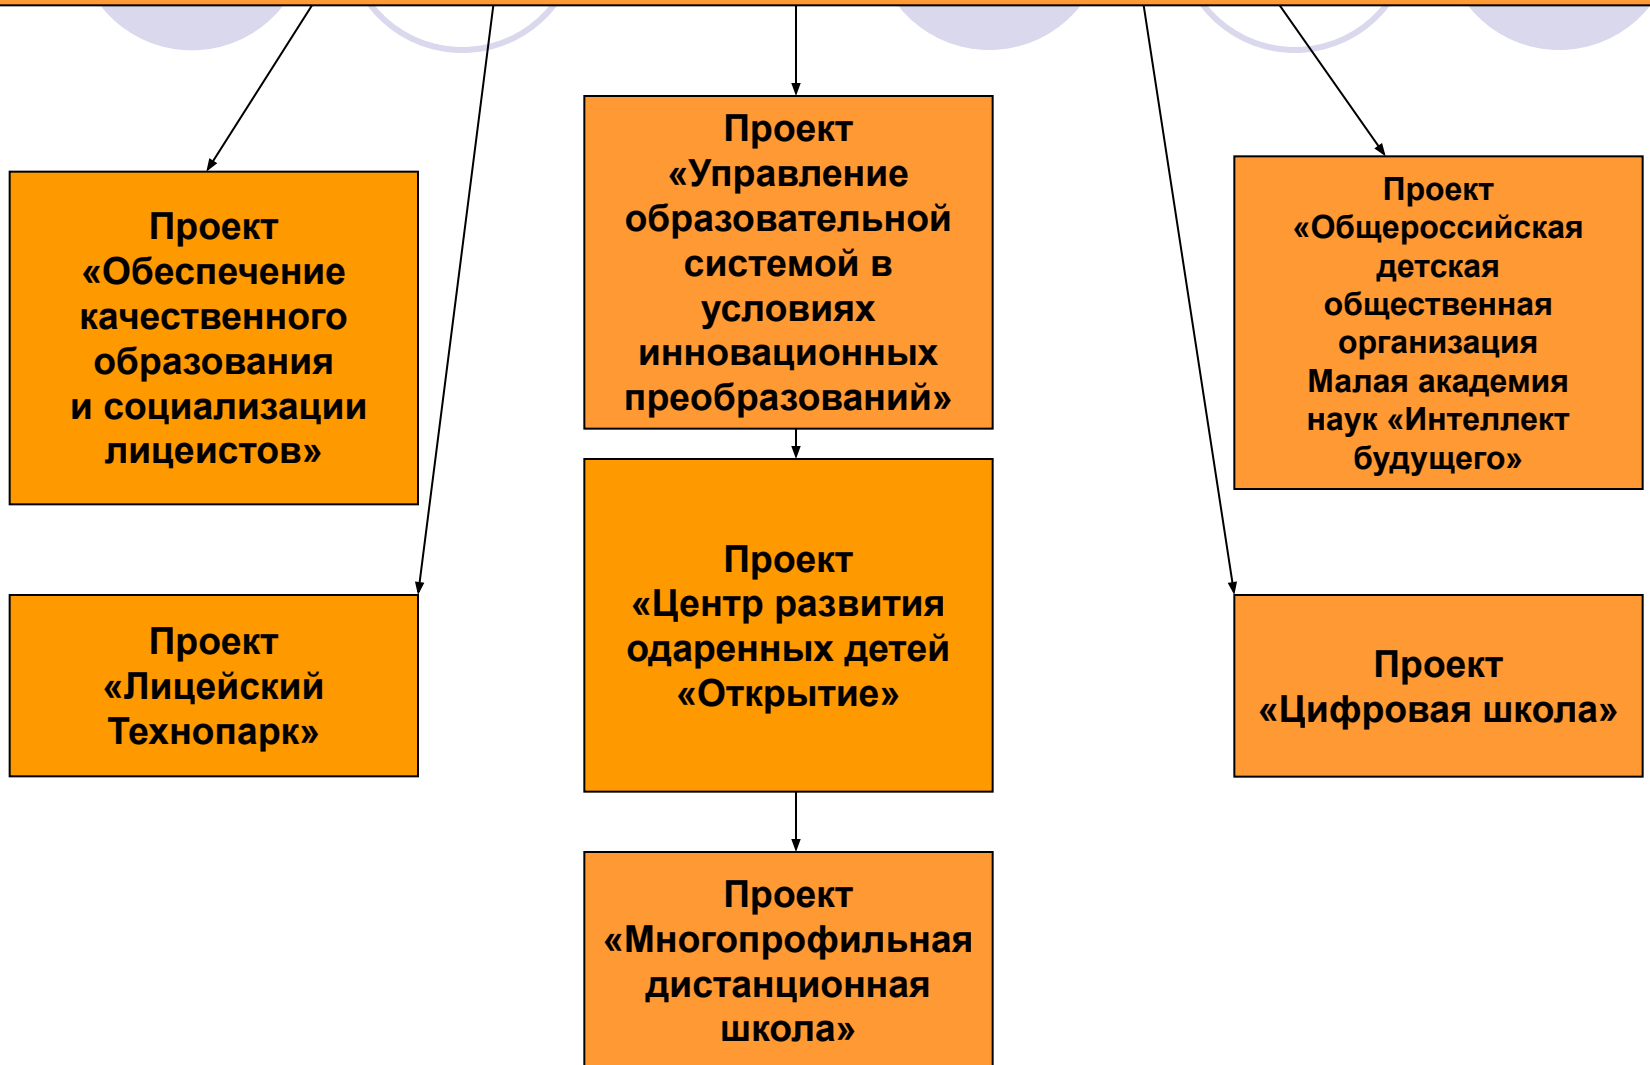 Проект
«Обеспечение
качественного
образования
и социализации
лицеистов»
Проект
«Лицейский
Технопарк»
Проект
«Управление
образовательной
системой в
условиях
инновационных
преобразований»
Проект
«Центр развития
одаренных детей
«Открытие»
Проект
«Многопрофильная
дистанционная
школа»
Проект
«Общероссийская
детская
общественная
организация
Малая академия
наук «Интеллект
будущего»
Проект
«Цифровая школа»